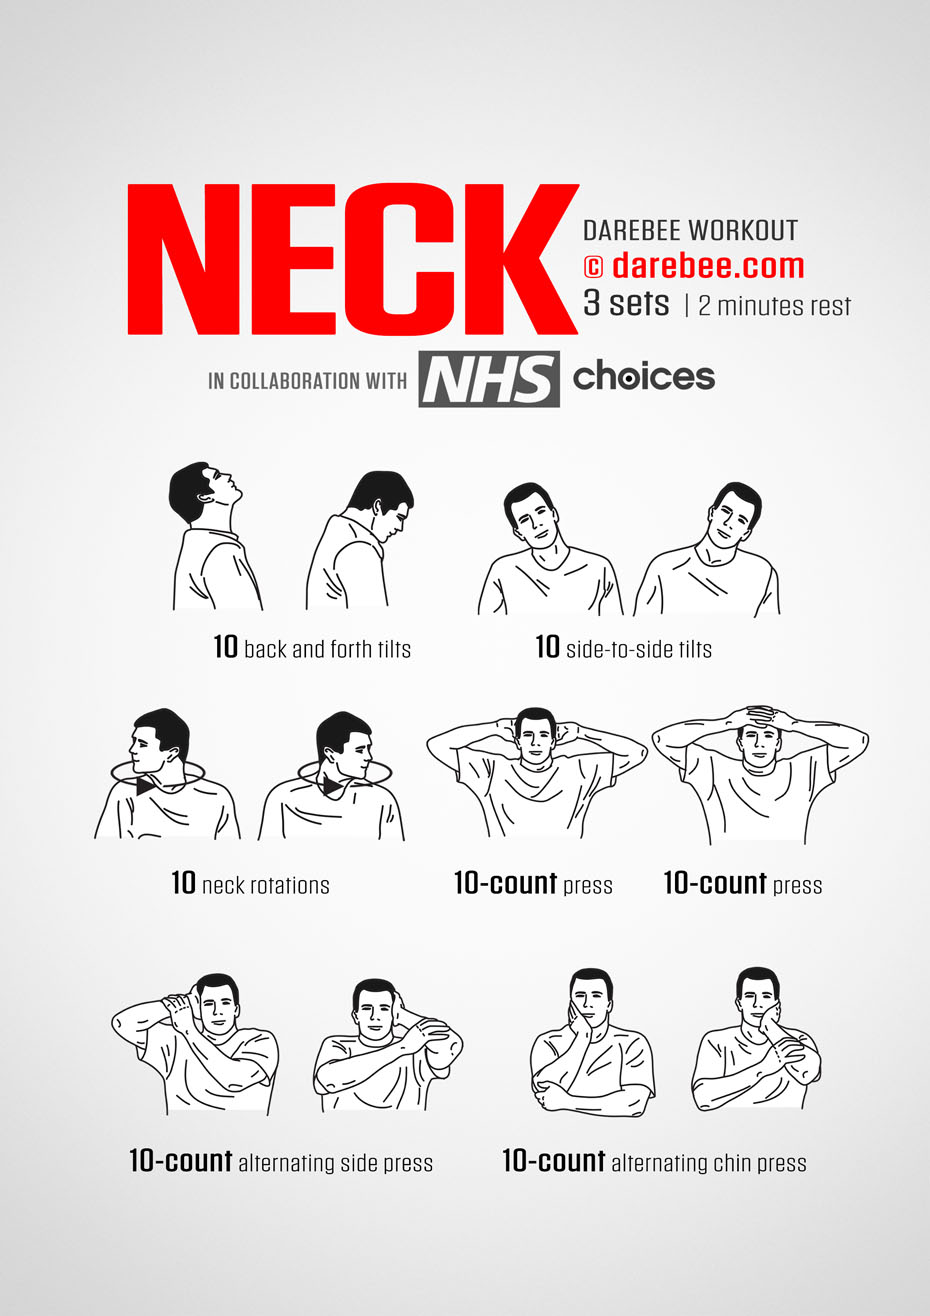 NECK
DAREBEE WORKOUT
© darebee.com
3 sets | 2 minutes rest
IN COLLABORATION WITH NHS choices
10 back and forth tilts
10 side-to-side tilts
10 neck rotations
10-count press
10-count press
10-count alternating side press
10-count alternating chin press